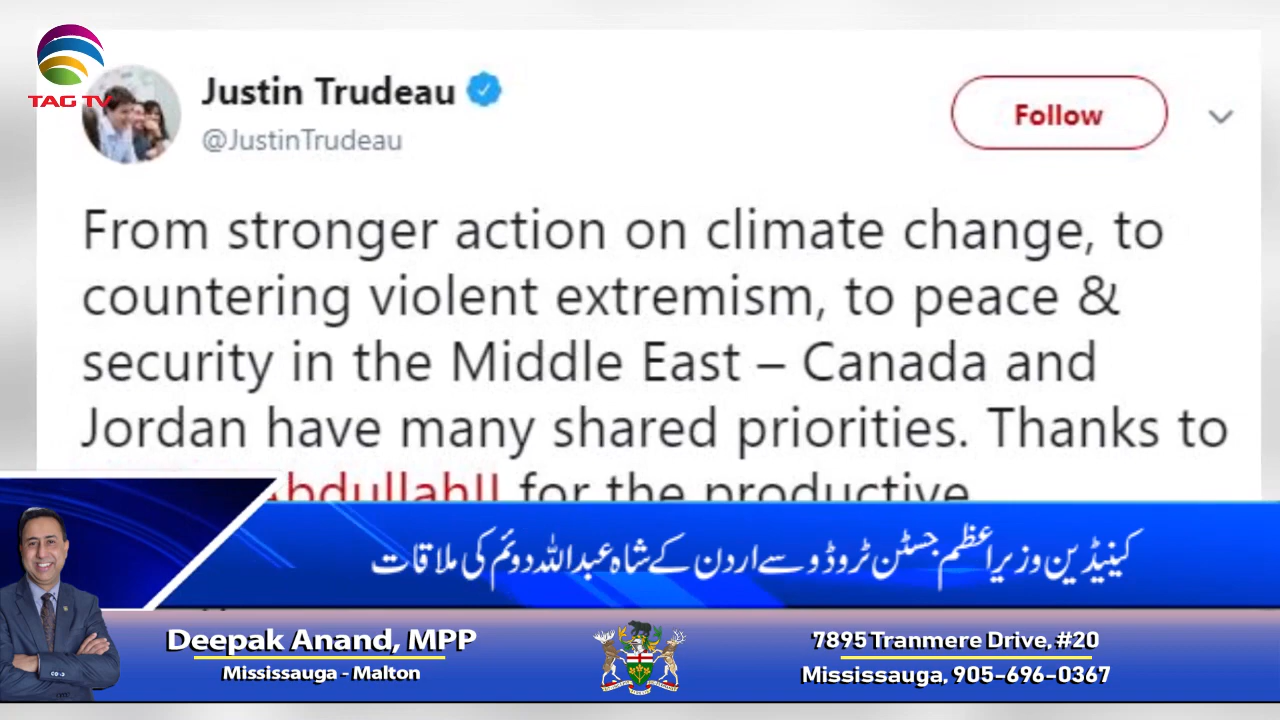 TAG TV
Justin Trudeau
@JustinTrudeau
Follow
From stronger action on climate change, to
countering violent extremism, to peace &
security in the Middle East – Canada and
Jordan have many shared priorities. Thanks to
AbdullahII for the productive
کینیڈین وزیراعظم جسٹن ٹروڈو سے اردن کے شاہ عبداللہ دوئم کی ملاقات
Deepak Anand, MPP
Mississauga - Malton
7895 Tranmere Drive, #20
Mississauga, 905-696-0367